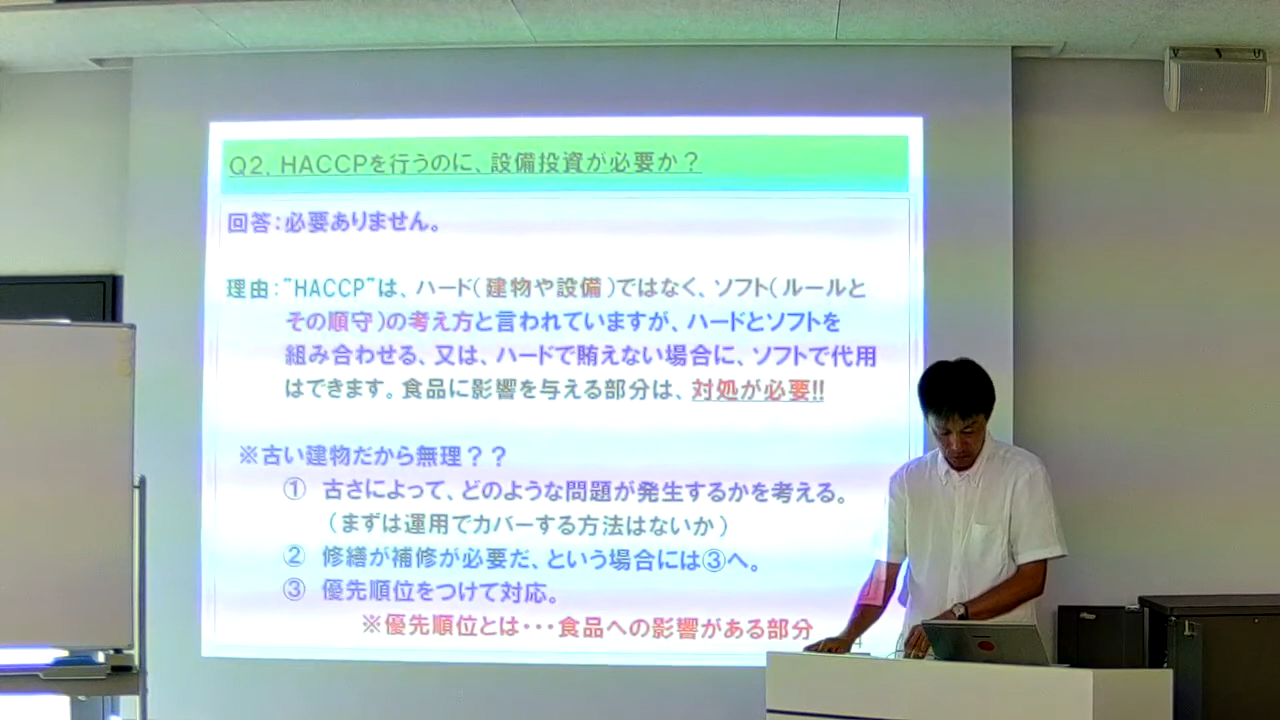 Q2. HACCPを行うのに、設備投資が必要か？
回答：必要ありません。
理由：”HACCP”は、ハード（建物や設備）ではなく、ソフト（ルールと
その順守）の考え方と言われていますが、ハードとソフトを
組み合わせる、又は、ハードで賄えない場合に、ソフトで代用
はできます。食品に影響を与える部分は、対処が必要!!
※古い建物だから無理？？
① 古さによって、どのような問題が発生するかを考える。
（まずは運用でカバーする方法はないか）
② 修繕が補修が必要だ、という場合には③へ。
③ 優先順位をつけて対応。
※優先順位とは・・・食品への影響がある部分